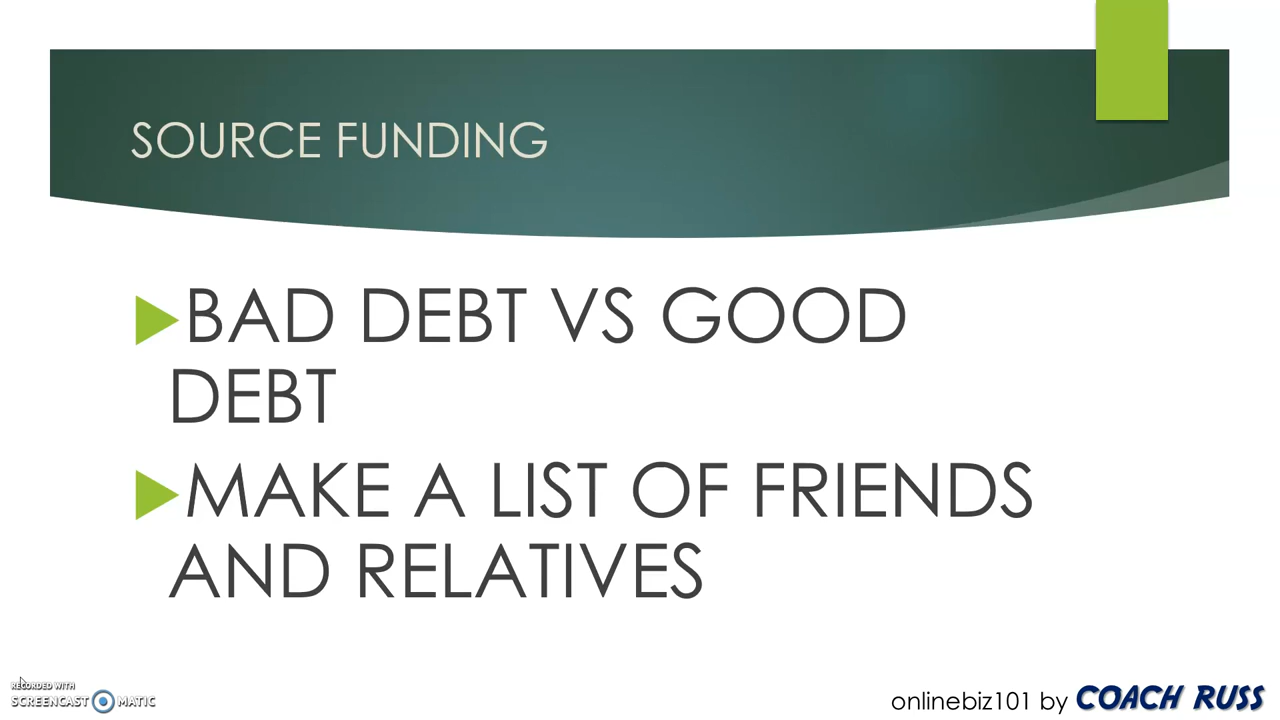 SOURCE FUNDING
BAD DEBT VS GOOD
DEBT
MAKE A LIST OF FRIENDS
AND RELATIVES
RECORDED WITH
SCREENCAST MATIC
onlinebiz101 by COACH RUSS